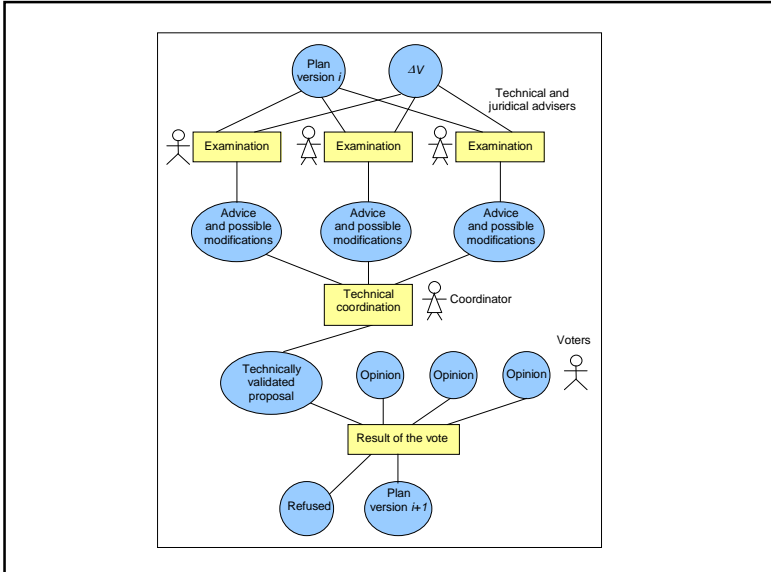 Plan
version i
ΔV
Technical and
juridical advisers
Examination
Examination
Examination
Advice
and possible
modifications
Advice
and possible
modifications
Advice
and possible
modifications
Technical
coordination
Coordinator
Voters
Technically
validated
proposal
Opinion
Opinion
Opinion
Result of the vote
Refused
Plan
version i+1